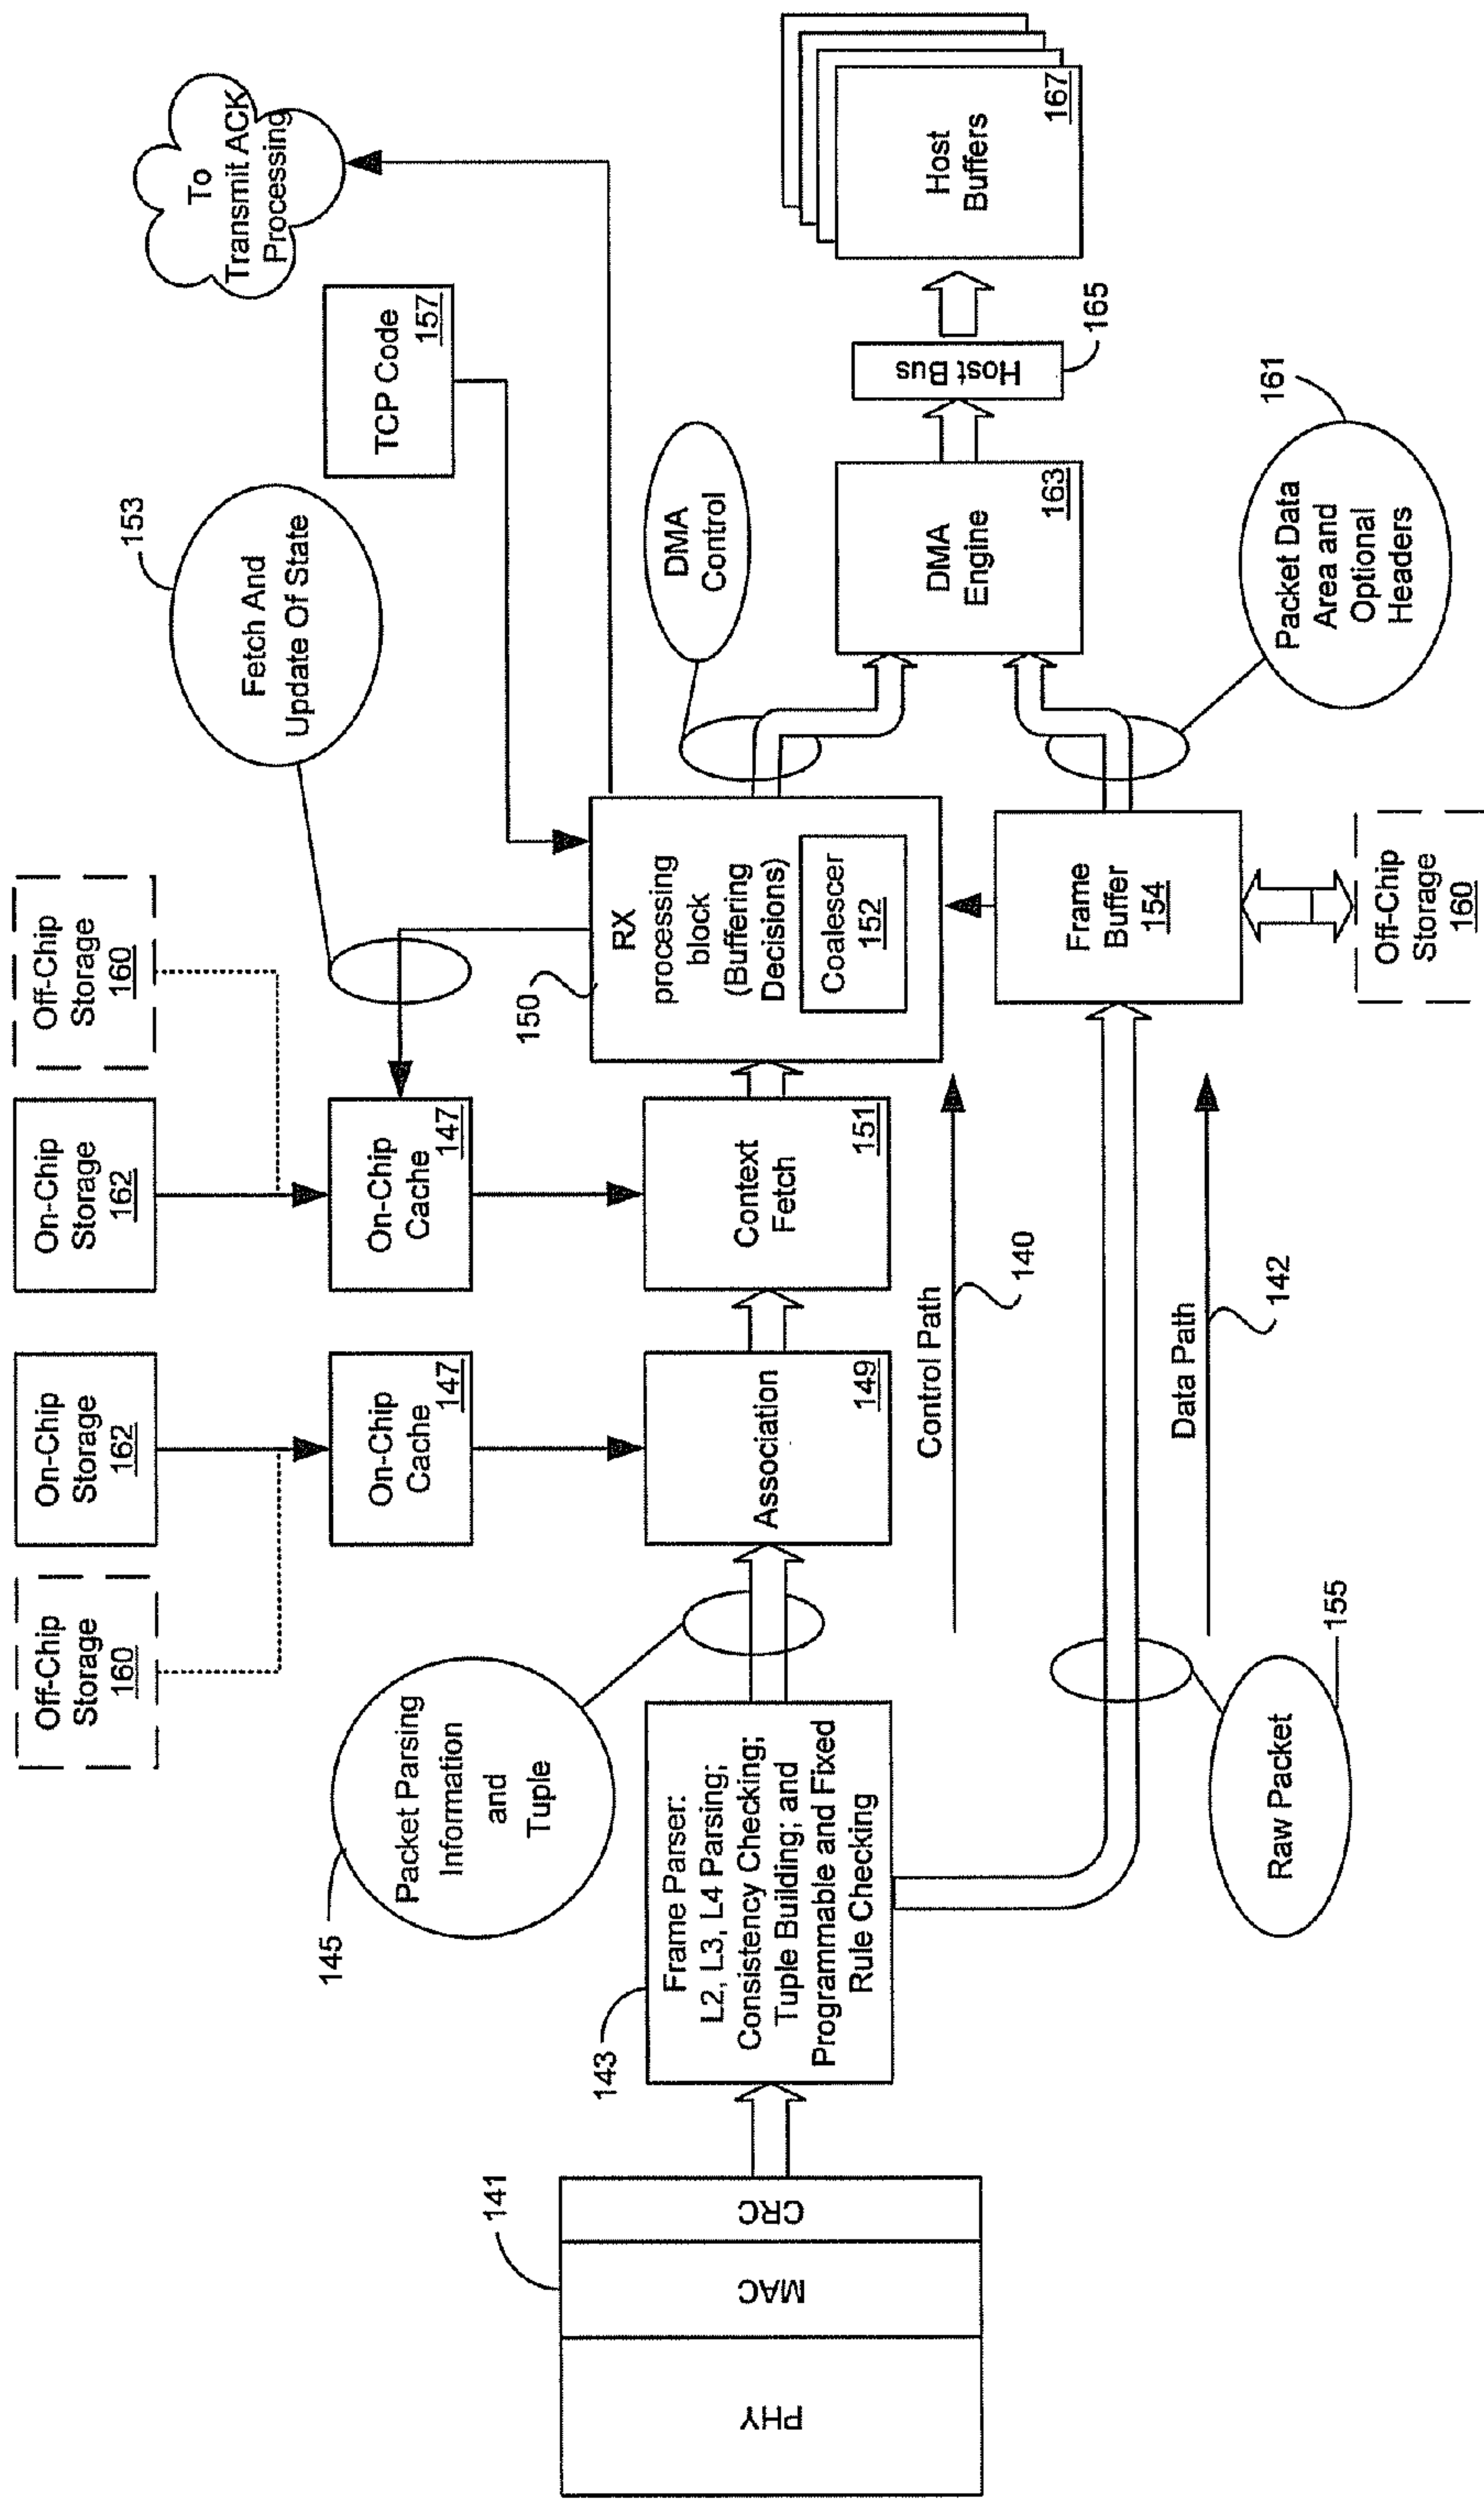 Off-Chip
Storage
160
On-Chip
Storage
162
On-Chip
Storage
162
Off-Chip
Storage
160
153
Fetch And
Update Of State
To
Transmit ACK
Processing
145
Packet Parsing
Information
and
Tuple
On-Chip
Cache
147
On-Chip
Cache
147
TCP Code
157
141
PHY
MAC
CRC
143
Frame Parser:
L2, L3, L4 Parsing;
Consistency Checking;
Tuple Building; and
Programmable and Fixed
Rule Checking
Association
149
Context
Fetch
151
150
RX
processing
block
(Buffering
Decisions)
Coalescer
152
DMA
Control
DMA
Engine
163
Host Bus
165
Host
Buffers
167
Control Path
140
Frame
Buffer
154
Data Path
142
Raw Packet
155
Off-Chip
Storage
160
Packet Data
Area and
Optional
Headers
161